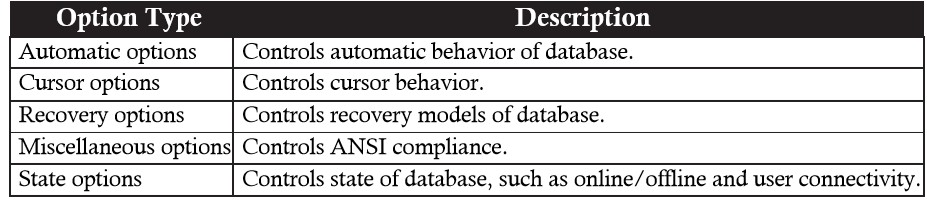 Option Type Description
Automatic options Controls automatic behavior of database.
Cursor options Controls cursor behavior.
Recovery options Controls recovery models of database.
Miscellaneous options Controls ANSI compliance.
State options Controls state of database, such as online/offline and user connectivity.